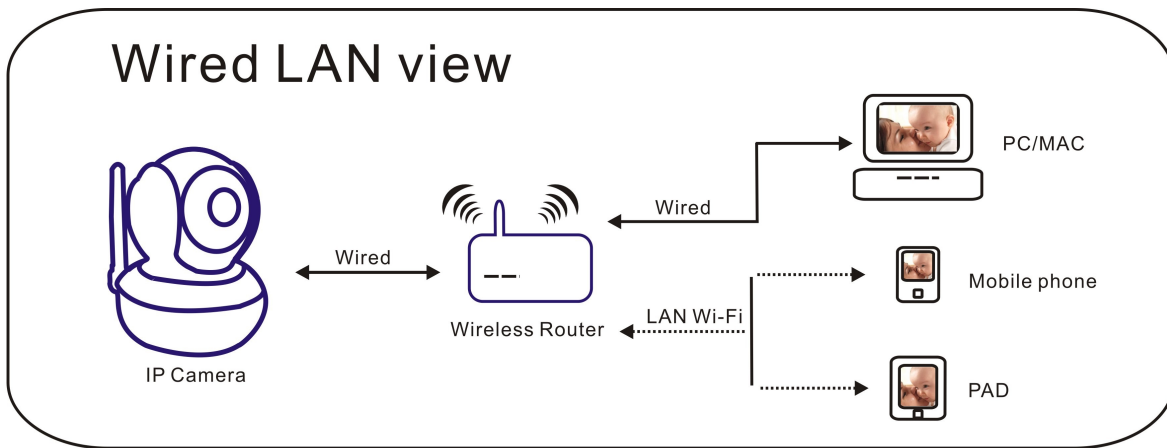 Wired LAN view
PC/MAC
Wired
Wired
Mobile phone
LAN Wi-Fi
Wireless Router
IP Camera
PAD